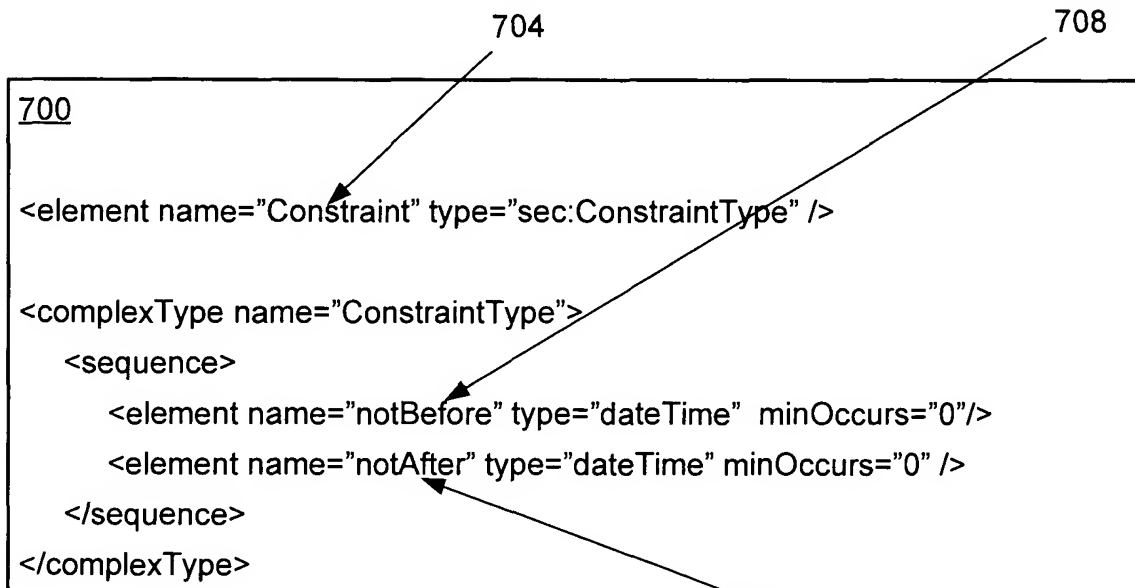 704
708
700
<element name=”Constraint” type=”sec:ConstraintType” />
<complexType name=”ConstraintType”>
<sequence>
<element name=”notBefore” type=”dateTime” minOccurs=”0”/>
<element name=”notAfter” type=”dateTime” minOccurs=”0” />
</sequence>
</complexType>